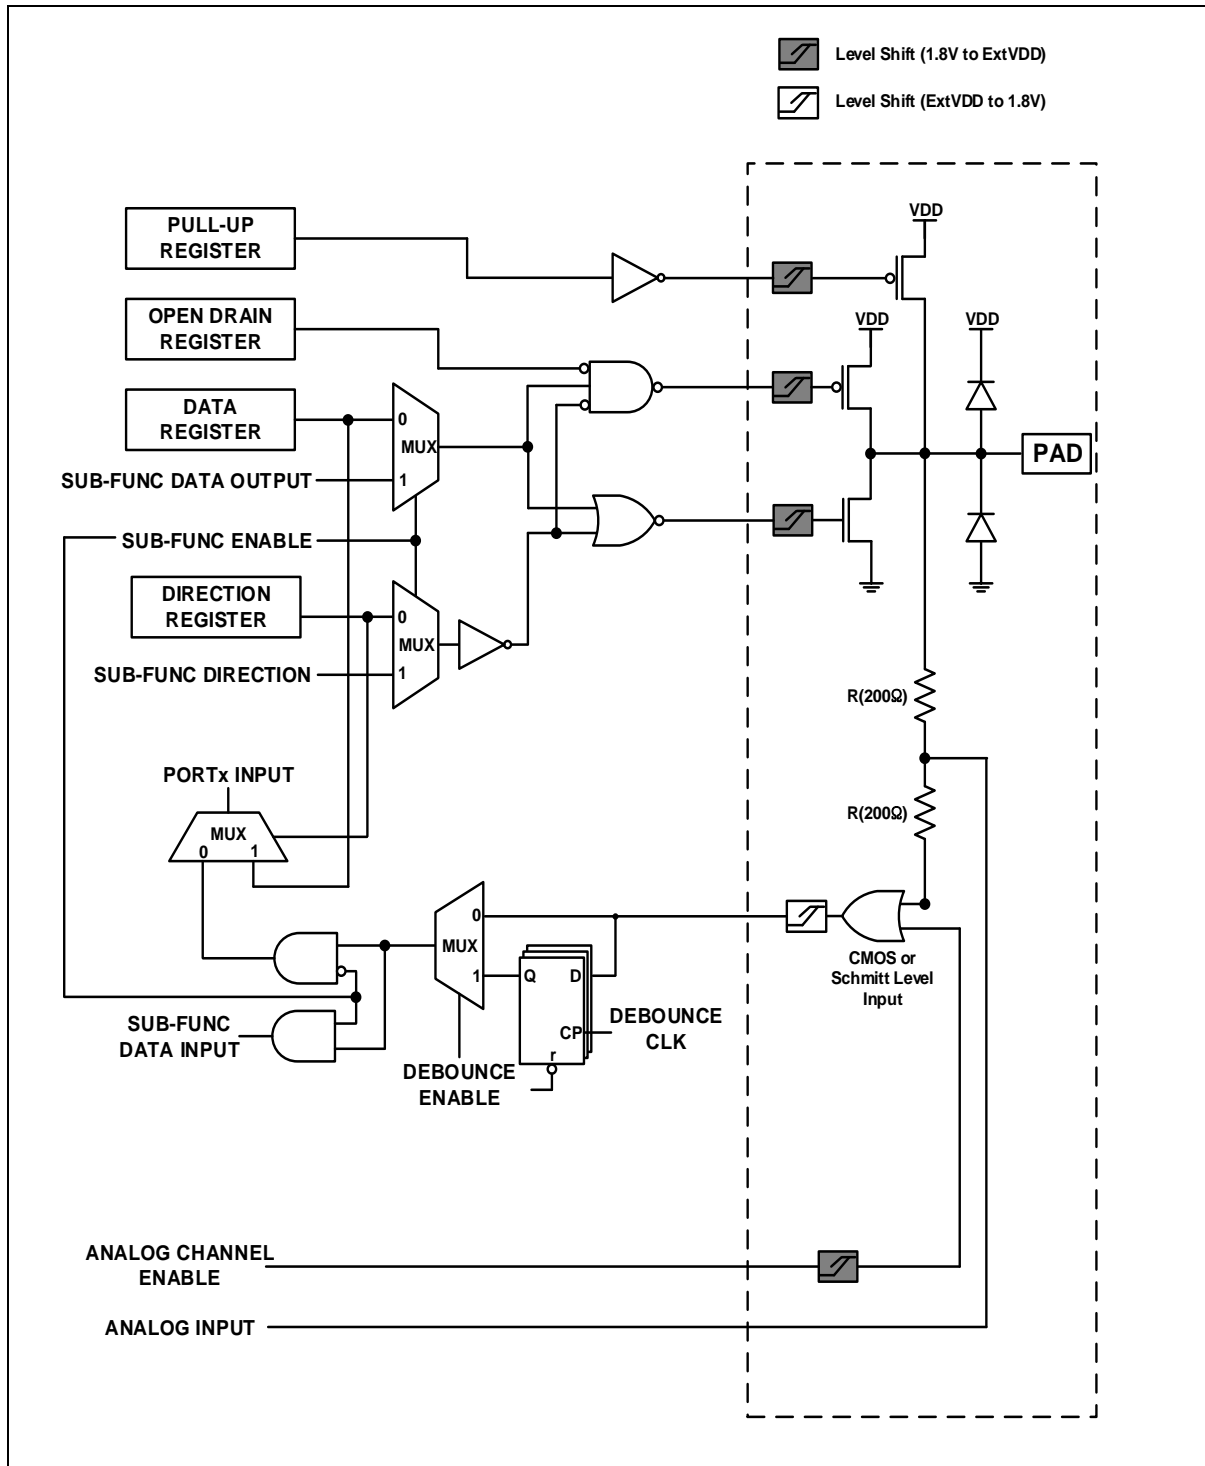 Level Shift (1.8V to ExtVDD)
Level Shift (ExtVDD to 1.8V)
PULL-UP
REGISTER
VDD
OPEN DRAIN
REGISTER
VDD
VDD
DATA
REGISTER
0
MUX
1
PAD
SUB-FUNC DATA OUTPUT
SUB-FUNC ENABLE
DIRECTION
REGISTER
0
MUX
1
SUB-FUNC DIRECTION
R(200Ω)
PORTx INPUT
MUX
0 1
R(200Ω)
0
MUX
1
Q D
CP
r
CMOS or
Schmitt Level
Input
SUB-FUNC
DATA INPUT
DEBOUNCE
CLK
DEBOUNCE
ENABLE
ANALOG CHANNEL
ENABLE
ANALOG INPUT